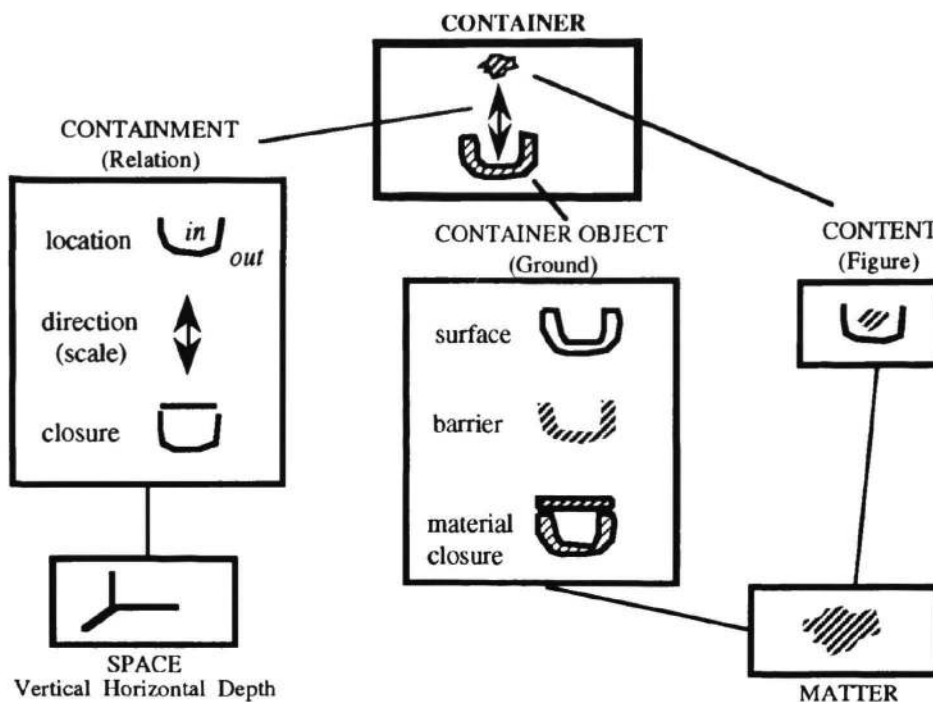 CONTAINER
CONTAINMENT
(Relation)
location
in
out
direction
(scale)
closure
CONTAINER OBJECT
(Ground)
surface
barrier
material
closure
CONTENT
(Figure)
SPACE
Vertical Horizontal Depth
MATTER